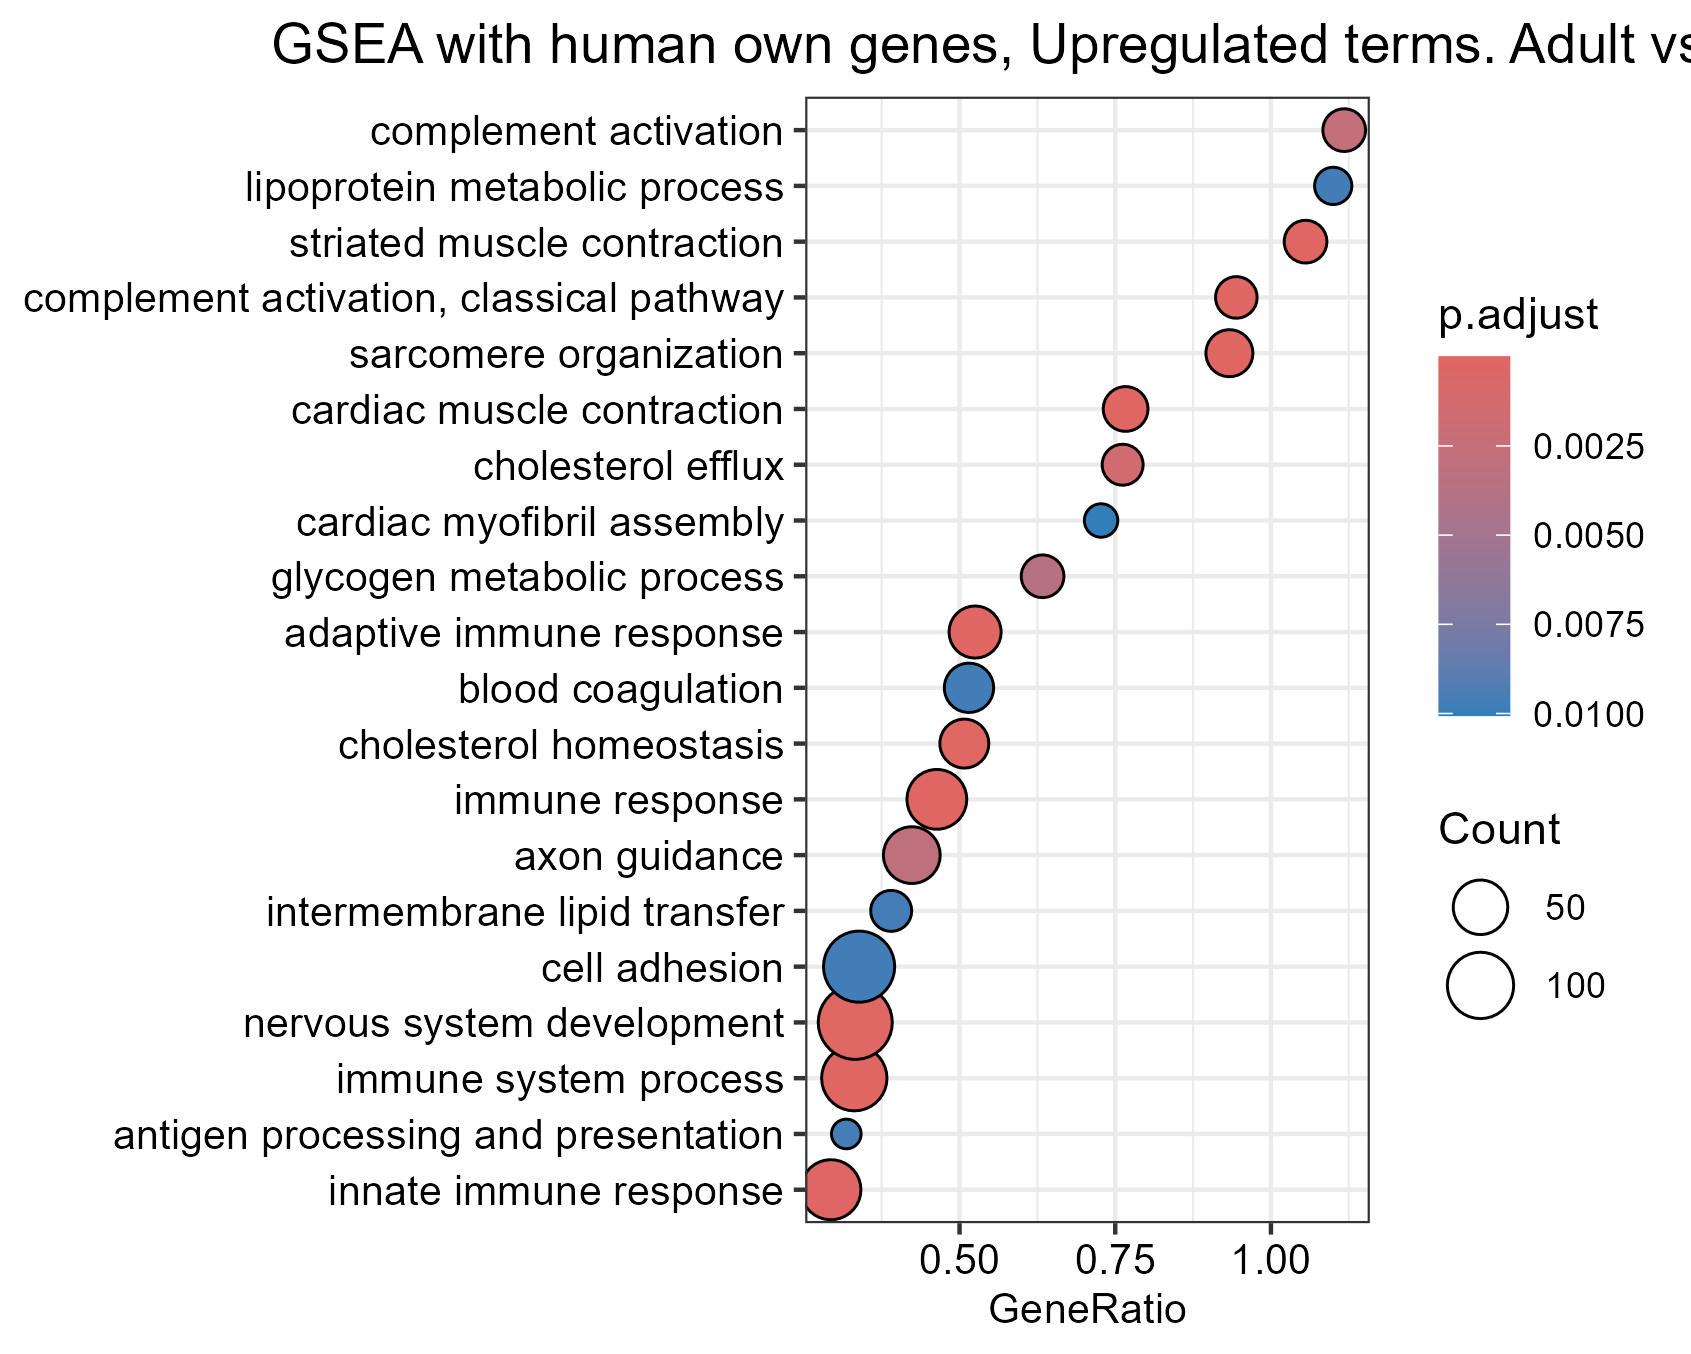 GSEA with human own genes, Upregulated terms. Adult vs
complement activation
lipoprotein metabolic process
striated muscle contraction
complement activation, classical pathway
sarcomere organization
cardiac muscle contraction
cholesterol efflux
cardiac myofibril assembly
glycogen metabolic process
adaptive immune response
blood coagulation
cholesterol homeostasis
immune response
axon guidance
intermembrane lipid transfer
cell adhesion
nervous system development
immune system process
antigen processing and presentation
innate immune response
0.50 0.75 1.00
GeneRatio
p.adjust
0.0025
0.0050
0.0075
0.0100
Count
50
100